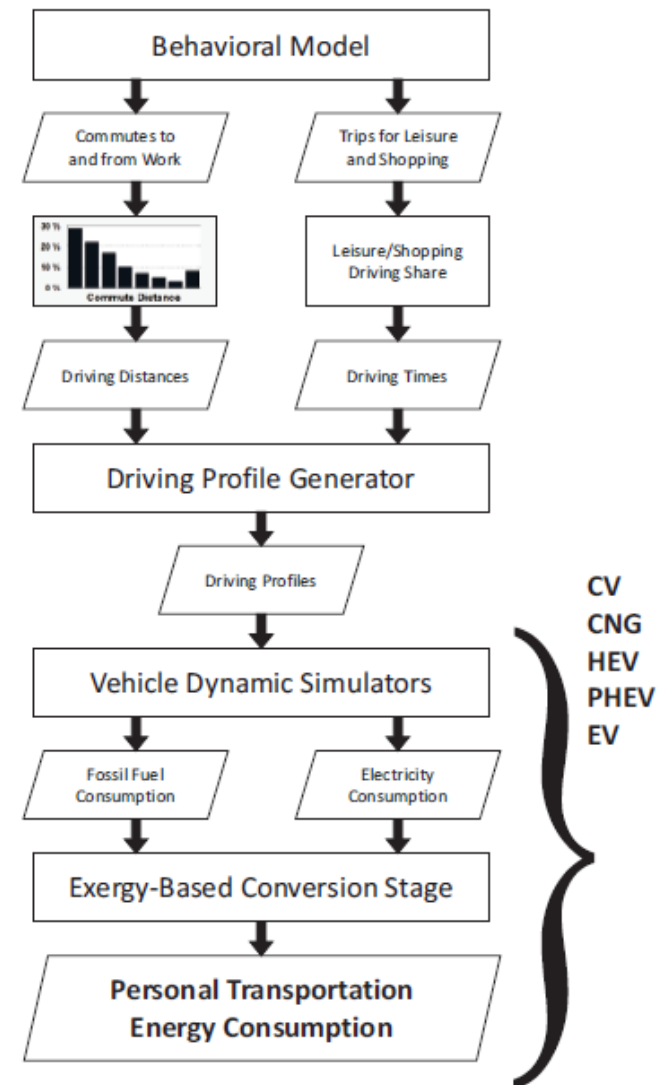 Behavioral Model
Commutes to
and from Work
Trips for Leisure
and Shopping
30 %
20 %
10 %
0 %
Commute Distance
Leisure/Shopping
Driving Share
Driving Distances
Driving Times
Driving Profile Generator
Driving Profiles
CV
CNG
HEV
PHEV
EV
Vehicle Dynamic Simulators
Fossil Fuel
Consumption
Electricity
Consumption
Exergy-Based Conversion Stage
Personal Transportation
Energy Consumption